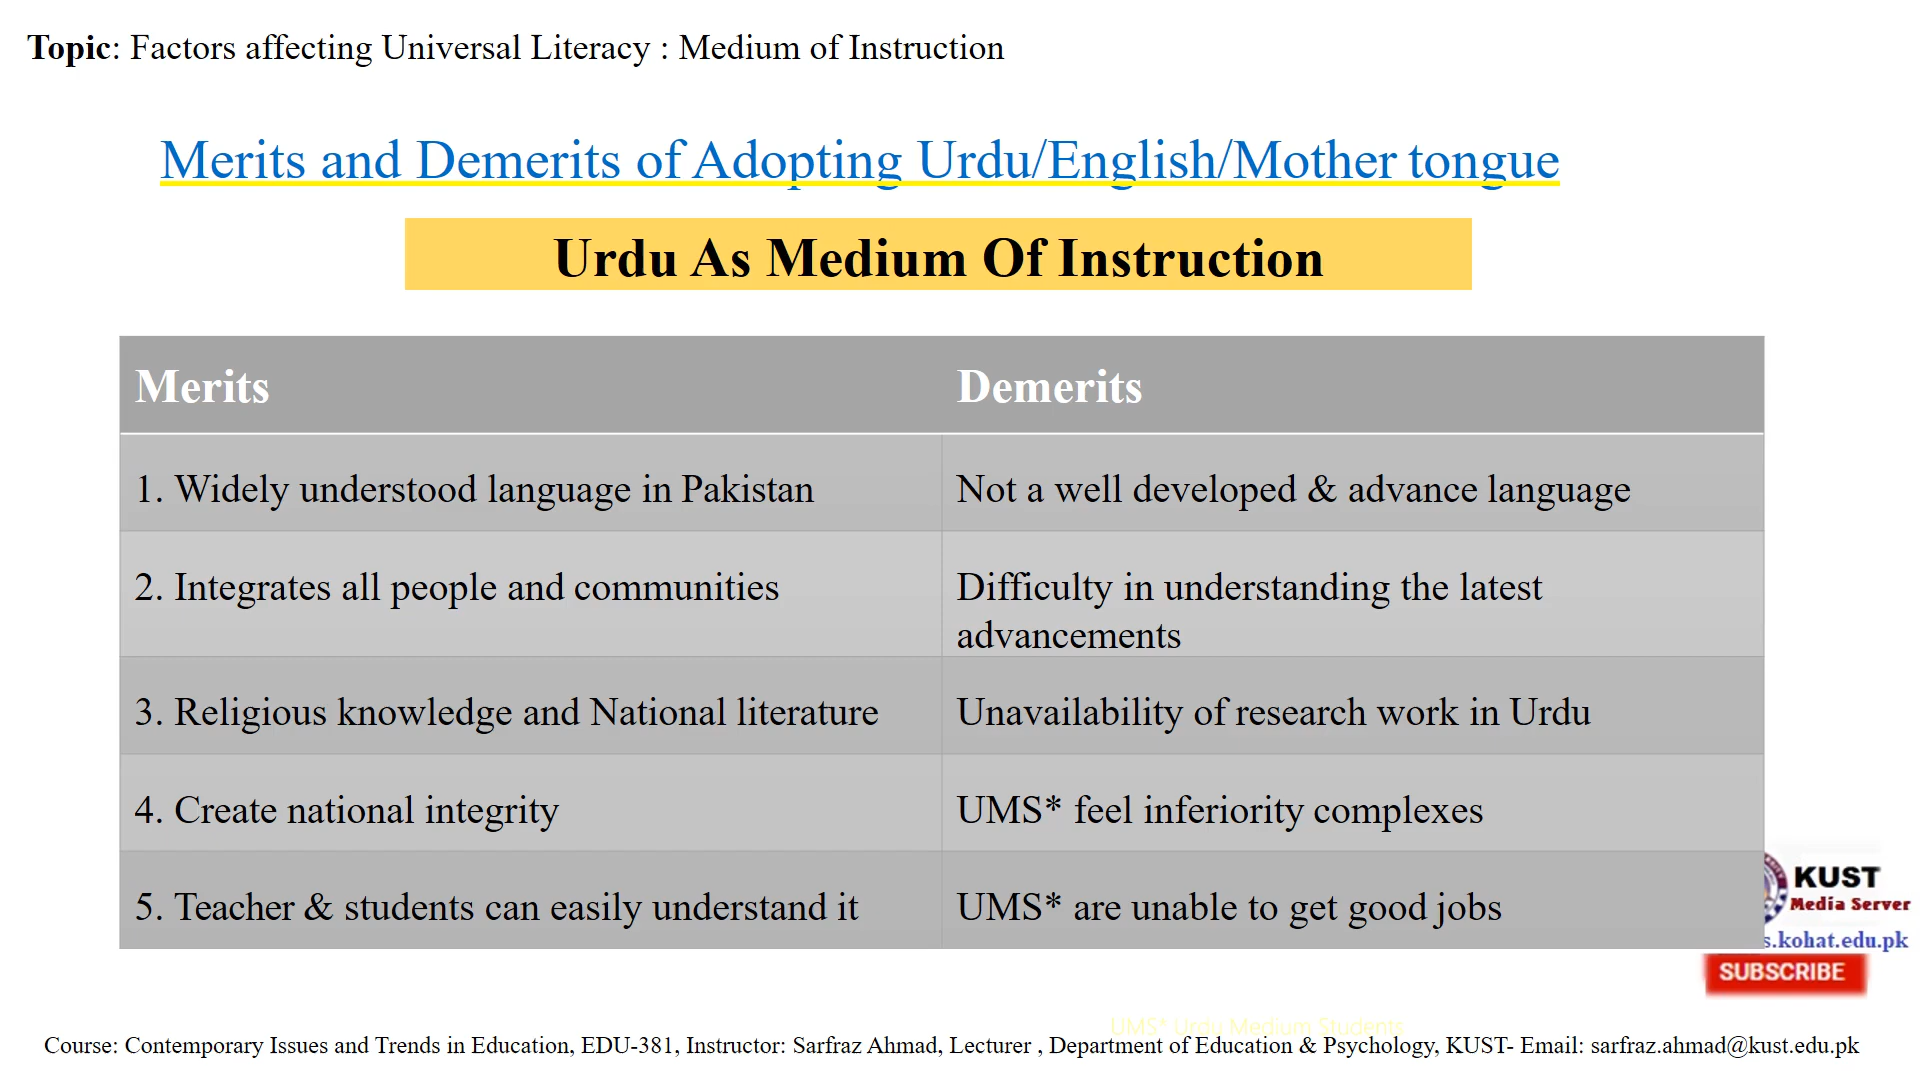 Topic: Factors affecting Universal Literacy : Medium of Instruction
Merits and Demerits of Adopting Urdu/English/Mother tongue
Urdu As Medium Of Instruction
Merits
Demerits
1. Widely understood language in Pakistan
Not a well developed & advance language
2. Integrates all people and communities
Difficulty in understanding the latest
advancements
3. Religious knowledge and National literature
Unavailability of research work in Urdu
4. Create national integrity
UMS* feel inferiority complexes
5. Teacher & students can easily understand it
UMS* are unable to get good jobs
KUST
Media Server
s.kohat.edu.pk
SUBSCRIBE
UMS* Urdu Medium Students
Course: Contemporary Issues and Trends in Education, EDU-381, Instructor: Sarfraz Ahmad, Lecturer , Department of Education & Psychology, KUST- Email: sarfraz.ahmad@kust.edu.pk